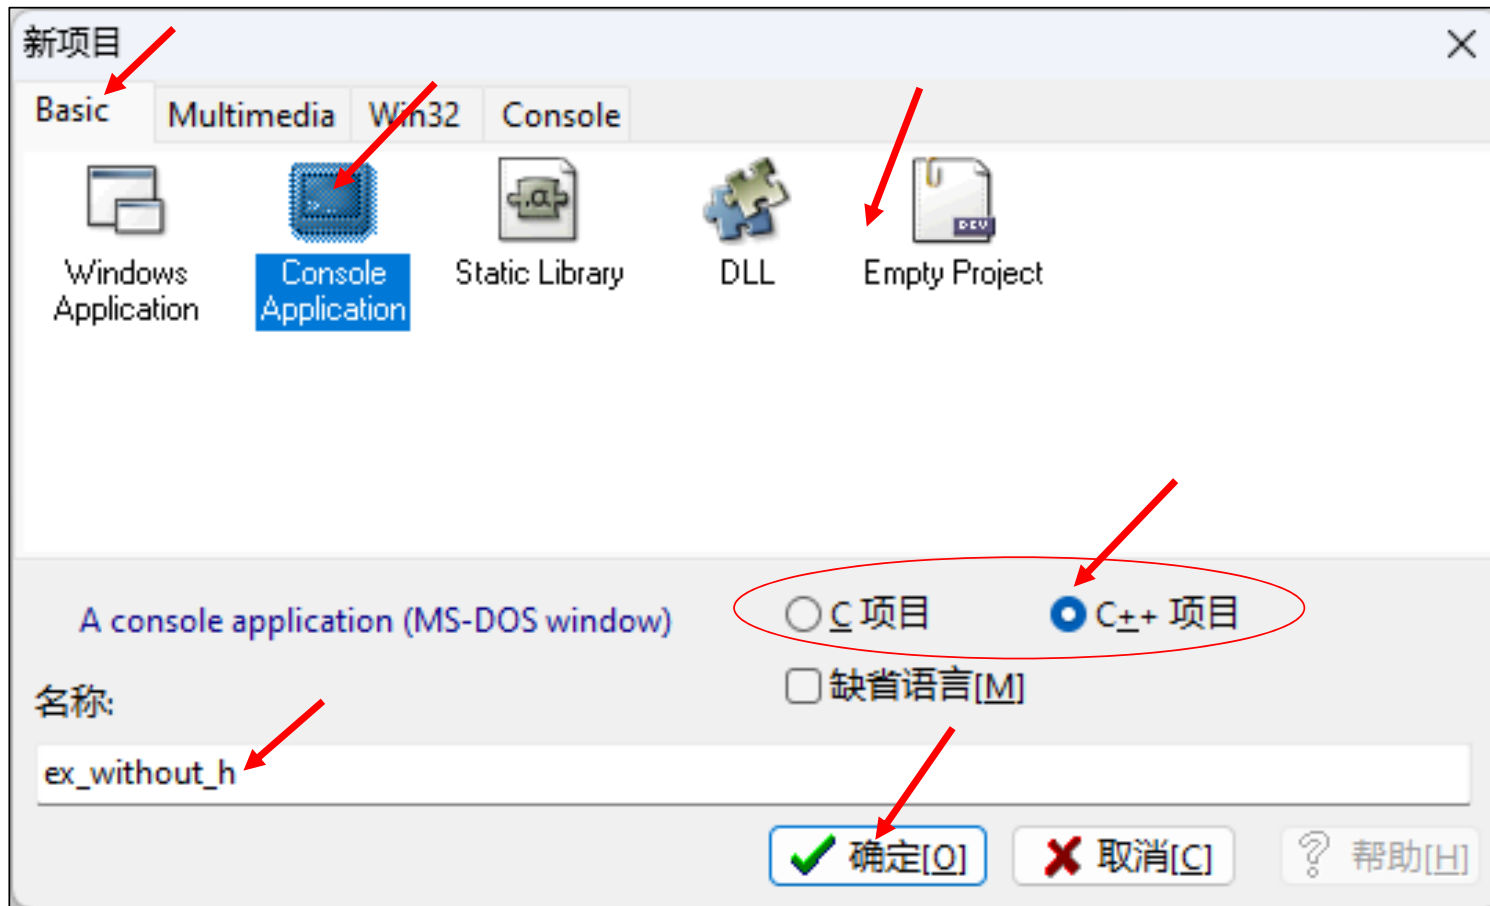 新项目
Basic Multimedia Win32 Console
Windows Application
Console Application
Static Library
DLL
DEV
Empty Project
A console application (MS-DOS window)
C 项目
C++ 项目
缺省语言[M]
名称:
ex_without_h
确定[O]
取消[C]
帮助[H]